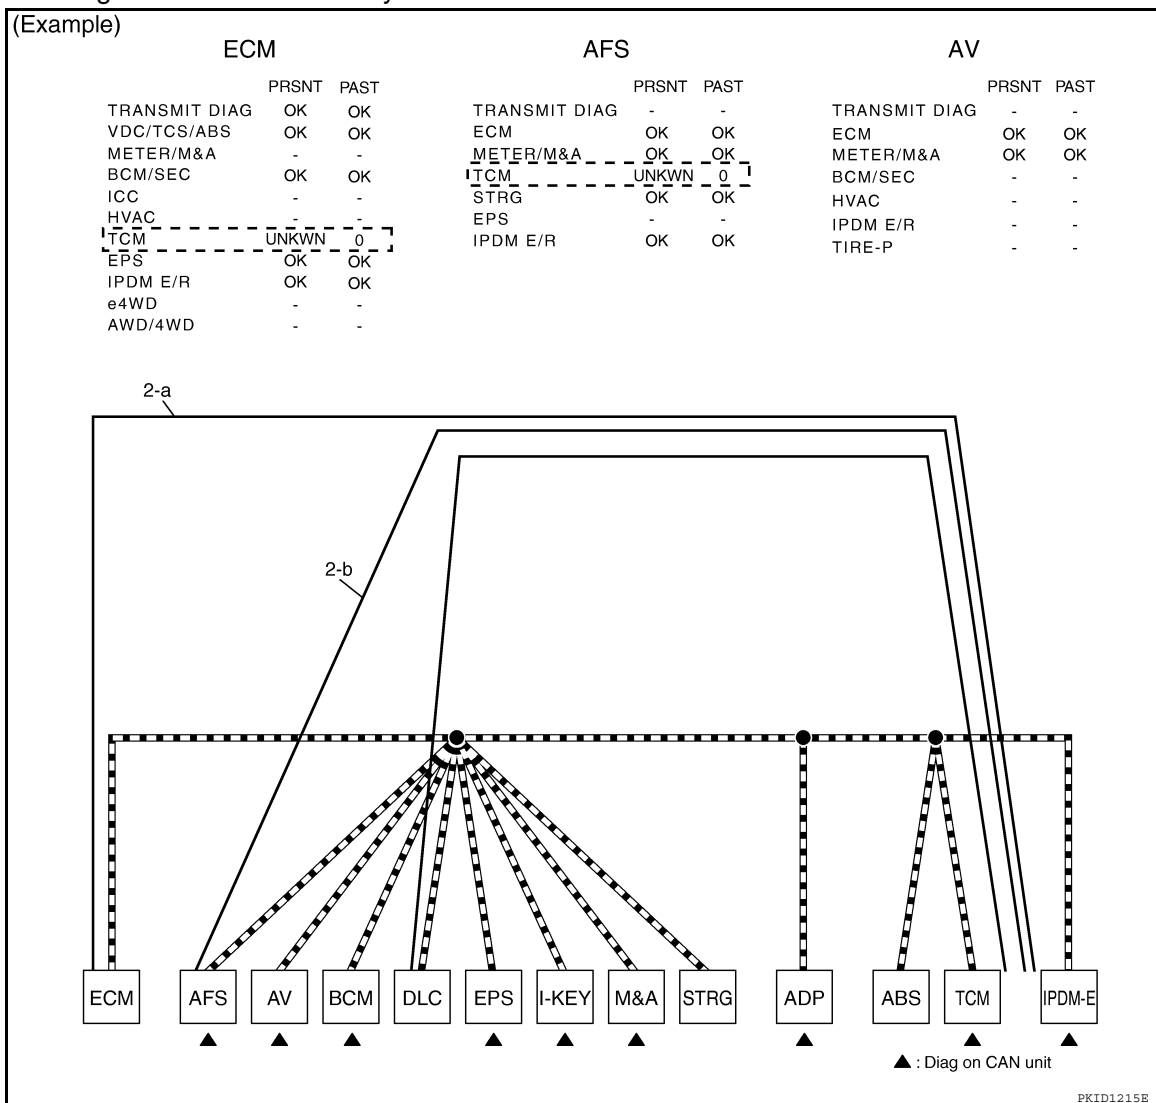 (Example)
ECM AFS AV
PRSNT PAST
TRANSMIT DIAG OK OK
VDC/TCS/ABS OK OK
METER/M&A - -
BCM/SEC OK OK
ICC - -
HVAC - -
TCM UNKWN 0
EPS OK OK
IPDM E/R OK OK
e4WD - -
AWD/4WD - -
PRSNT PAST
TRANSMIT DIAG - -
ECM OK OK
METER/M&A OK OK
TCM UNKWN 0
STRG OK OK
EPS - -
IPDM E/R OK OK
PRSNT PAST
TRANSMIT DIAG - -
ECM OK OK
METER/M&A OK OK
BCM/SEC - -
HVAC - -
IPDM E/R - -
TIRE-P - -
2-a
2-b
ECM AFS AV BCM DLC EPS I-KEY M&A STRG ADP ABS TCM IPDM-E
▲ : Diag on CAN unit
PKID1215E